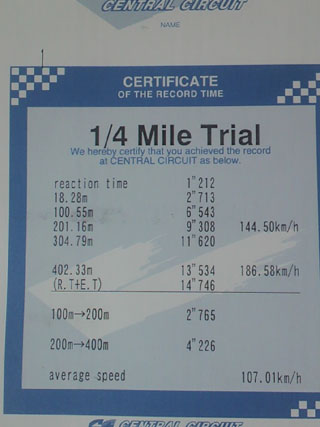 CENTRAL CIRCUIT
NAME
CERTIFICATE
OF THE RECORD TIME
1/4 Mile Trial
We hereby certify that you achieved the record
at CENTRAL CIRCUIT as below.
reaction time 1"212
18.28m 2"713
100.55m 6"543
201.16m 9"308 144.50km/h
304.79m 11"620
402.33m 13"534 186.58km/h
(R.T+E.T) 14"746
100m→200m 2"765
200m→400m 4"226
average speed 107.01km/h
CENTRAL CIRCUIT